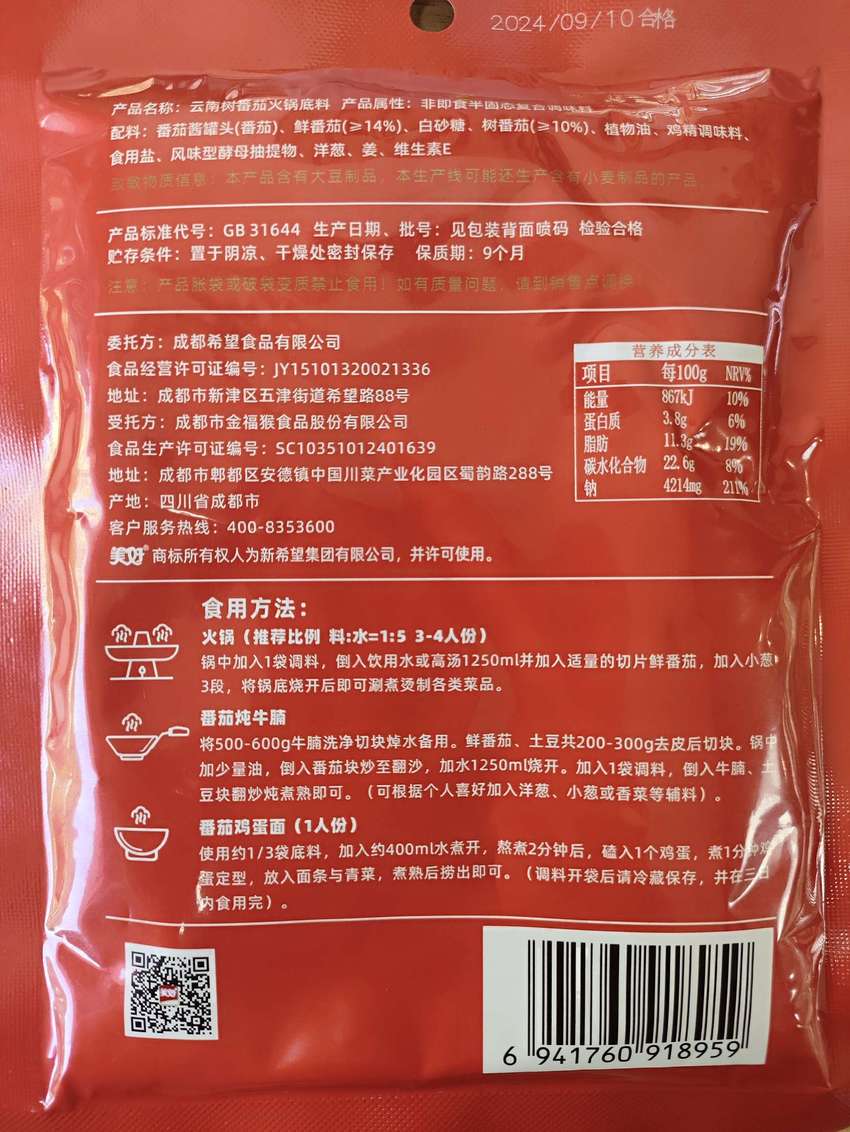 2024/09/10合格
产品名称：云南树番茄火锅底料 产品属性：非即食半固态复合调味料
配料：番茄酱罐头(番茄)、鲜番茄(≥14%)、白砂糖、树番茄(≥10%)、植物油、鸡精调味料、
食用盐、风味型酵母抽提物、洋葱、姜、维生素E
致敏物质信息：本产品含有大豆制品，本生产线可能还生产含有小麦制品的产品
产品标准代号：GB 31644 生产日期、批号：见包装背面喷码 检验合格
贮存条件：置于阴凉、干燥处密封保存 保质期：9个月
注意：产品胀袋或破袋变质禁止食用！如有质量问题，请到销售点调换
委托方：成都希望食品有限公司
食品经营许可证编号：JY15101320021336
地址：成都市新津区五津街道希望路88号
受托方：成都市金福猴食品股份有限公司
食品生产许可证编号：SC10351012401639
地址：成都市郫都区安德镇中国川菜产业化园区蜀韵路288号
产地：四川省成都市
客户服务热线：400-8353600
美好®商标所有权人为新希望集团有限公司，并许可使用。
营养成分表
项目 每100g NRV%
能量 867kJ 10%
蛋白质 3.8g 6%
脂肪 11.3g 19%
碳水化合物 22.6g 8%
钠 4214mg 211%
食用方法：
火锅（推荐比例 料:水=1:5 3-4人份）
锅中加入1袋调料，倒入饮用水或高汤1250ml并加入适量的切片鲜番茄，加入小葱
3段，将锅底烧开后即可涮煮烫制各类菜品。
番茄炖牛腩
将500-600g牛腩洗净切块焯水备用。鲜番茄、土豆共200-300g去皮后切块。锅中
加少量油，倒入番茄块炒至翻沙，加水1250ml烧开。加入1袋调料，倒入牛腩、土
豆块翻炒炖煮熟即可。（可根据个人喜好加入洋葱、小葱或香菜等辅料）。
番茄鸡蛋面（1人份）
使用约1/3袋底料，加入约400ml水煮开，熬煮2分钟后，磕入1个鸡蛋，煮1分钟鸡
蛋定型，放入面条与青菜，煮熟后捞出即可。（调料开袋后请冷藏保存，并在三日
内食用完）。
6 941760 918959